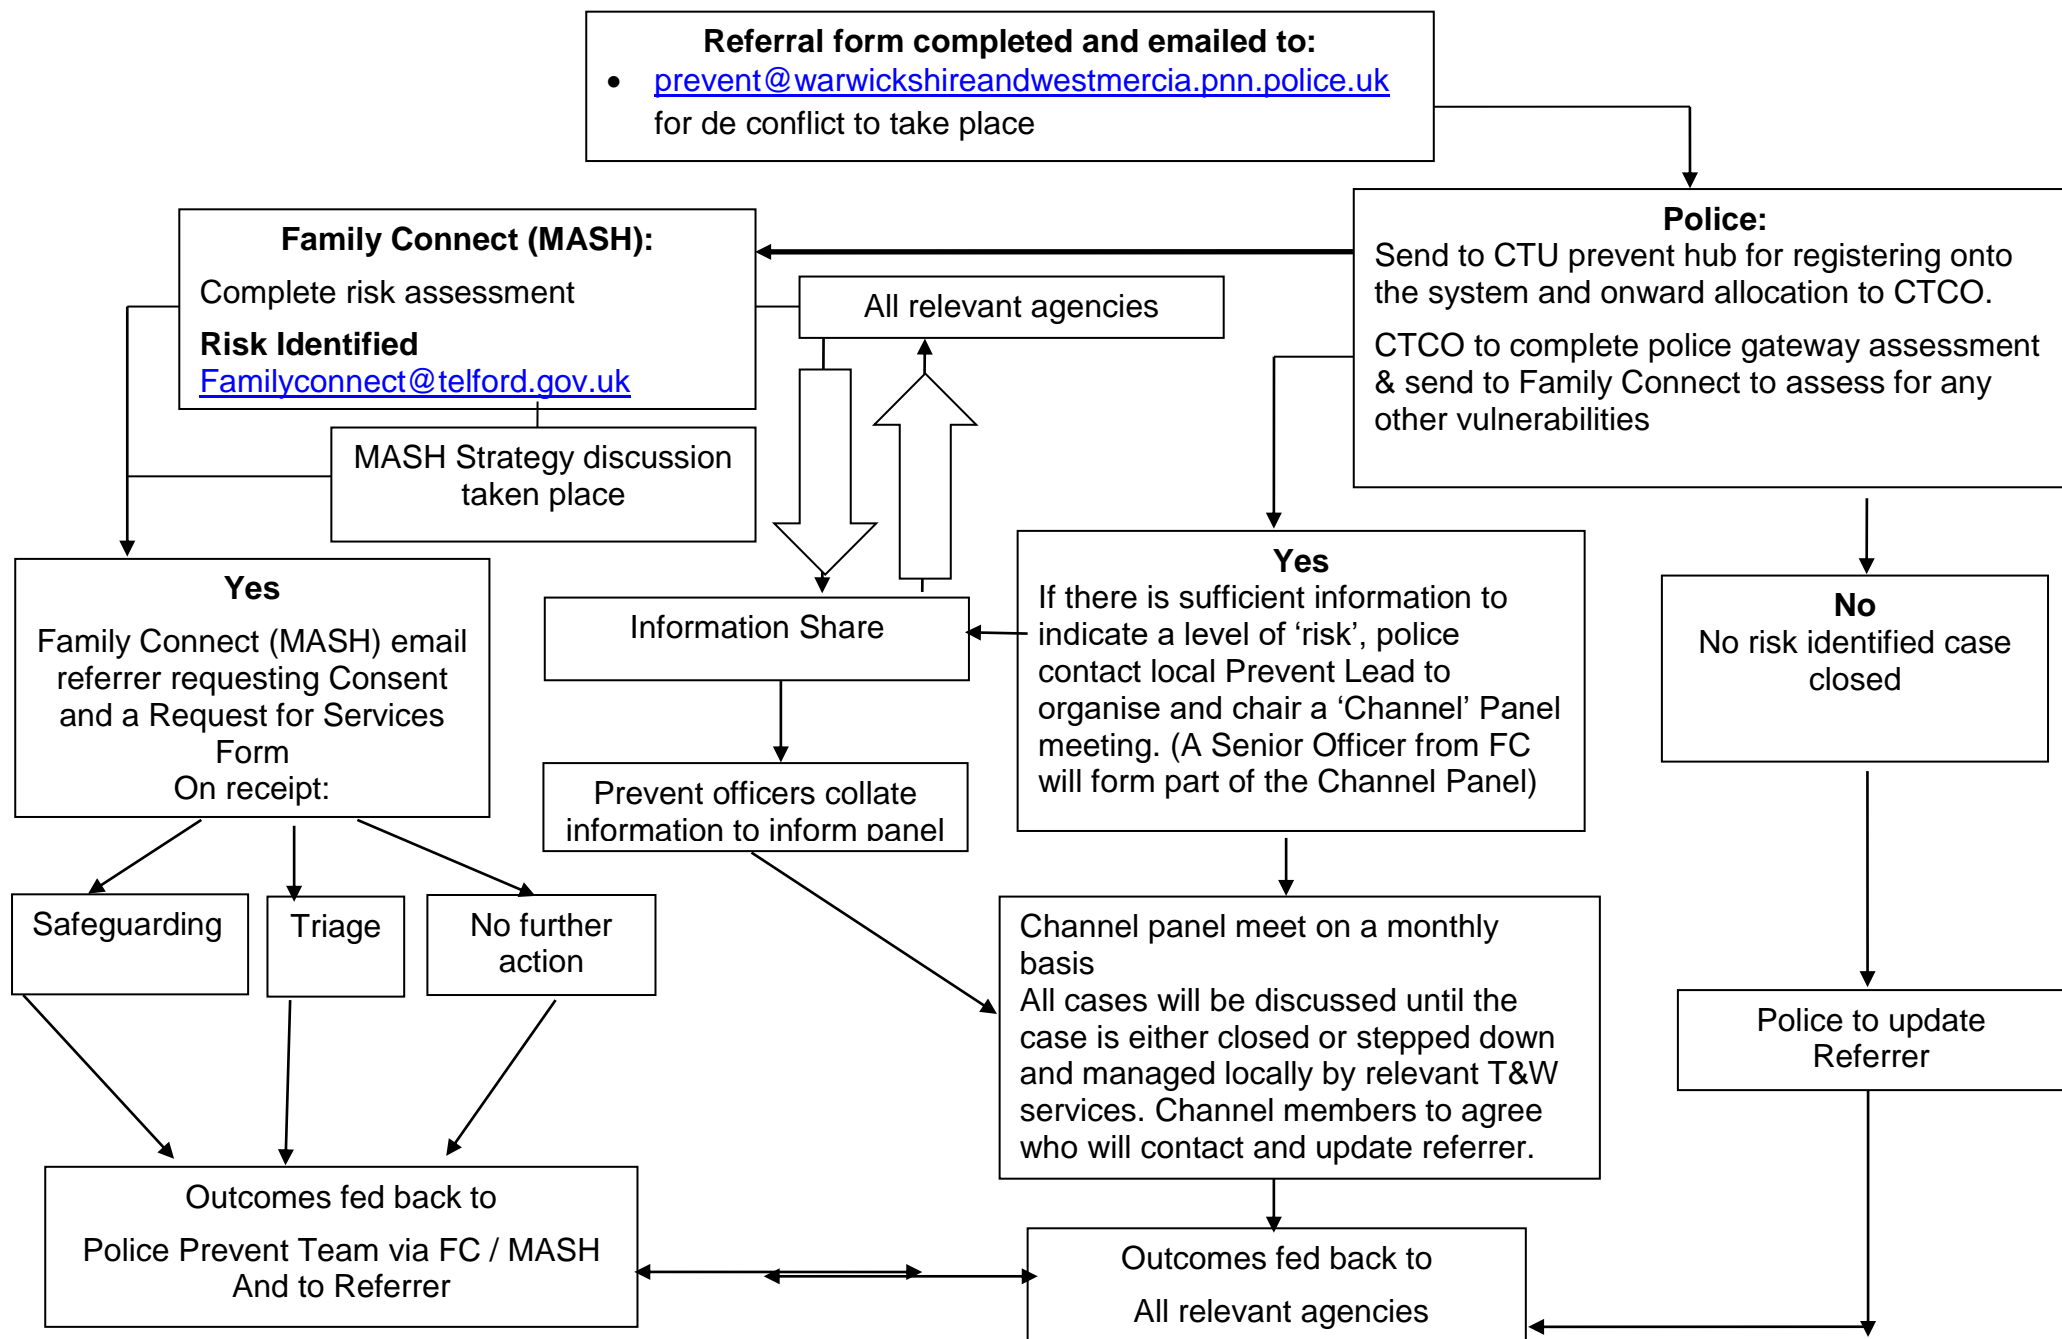 Referral form completed and emailed to:
• prevent@warwickshireandwestmercia.pnn.police.uk
for de conflict to take place
Family Connect (MASH):
Complete risk assessment
Risk Identified
Familyconnect@telford.gov.uk
All relevant agencies
Police:
Send to CTU prevent hub for registering onto
the system and onward allocation to CTCO.
CTCO to complete police gateway assessment
& send to Family Connect to assess for any
other vulnerabilities
MASH Strategy discussion
taken place
Yes
Family Connect (MASH) email
referrer requesting Consent
and a Request for Services
Form
On receipt:
Information Share
Yes
If there is sufficient information to
indicate a level of ‘risk’, police
contact local Prevent Lead to
organise and chair a ‘Channel’ Panel
meeting. (A Senior Officer from FC
will form part of the Channel Panel)
No
No risk identified case
closed
Prevent officers collate
information to inform panel
Safeguarding
Triage
No further
action
Channel panel meet on a monthly
basis
All cases will be discussed until the
case is either closed or stepped down
and managed locally by relevant T&W
services. Channel members to agree
who will contact and update referrer.
Police to update
Referrer
Outcomes fed back to
Police Prevent Team via FC / MASH
And to Referrer
Outcomes fed back to
All relevant agencies